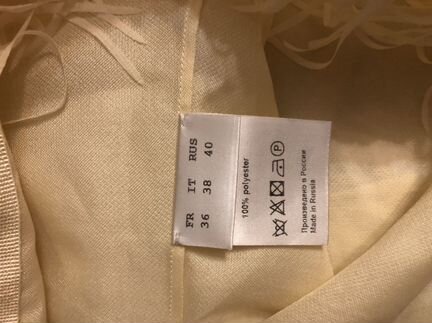 FR IT RUS
36 38 40
100% polyester
P
Произведено в России
Made in Russia